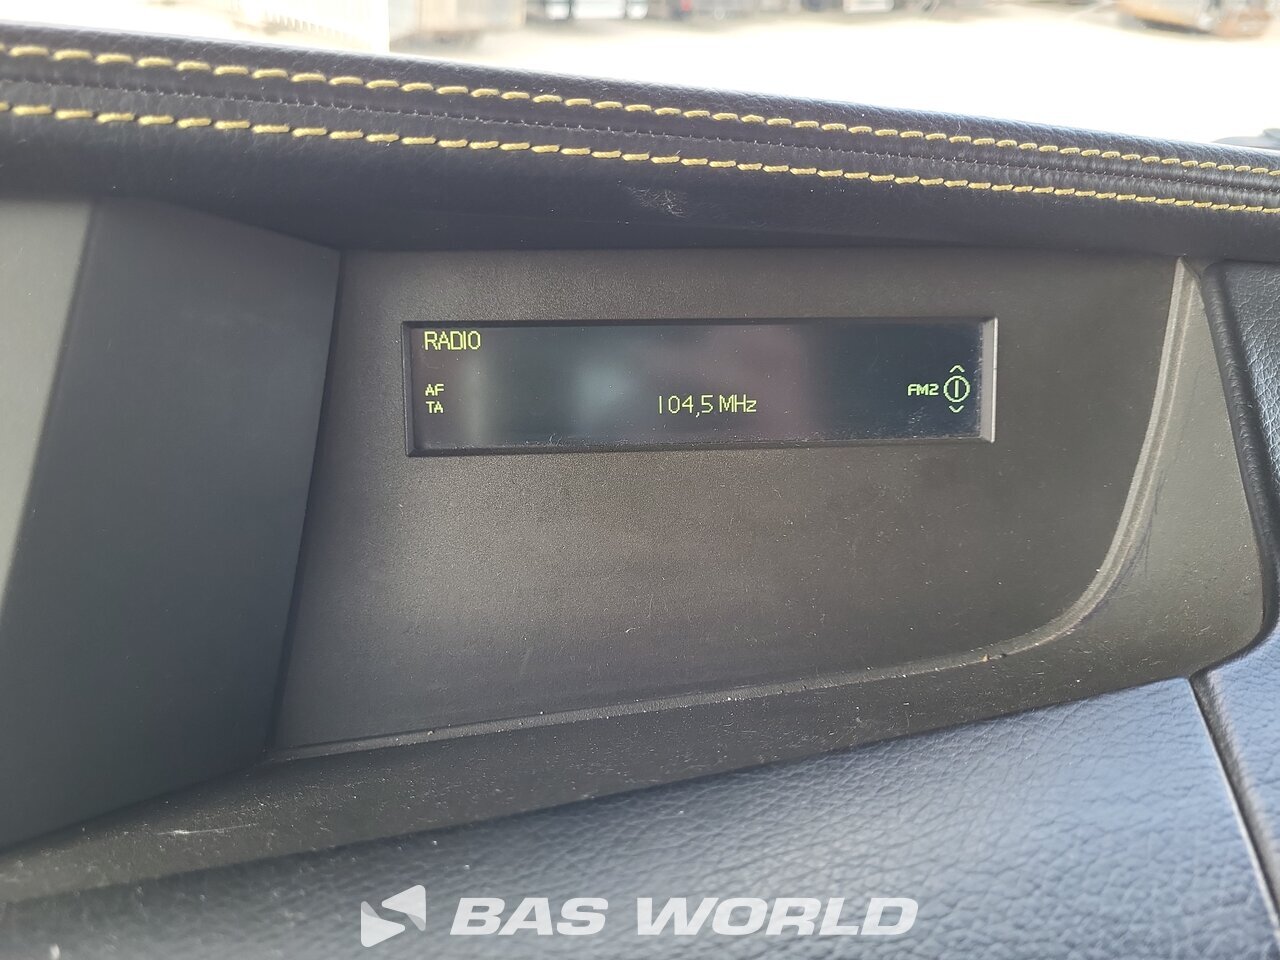 RADIO
AF
TA
104,5 MHz
FM2
BAS WORLD